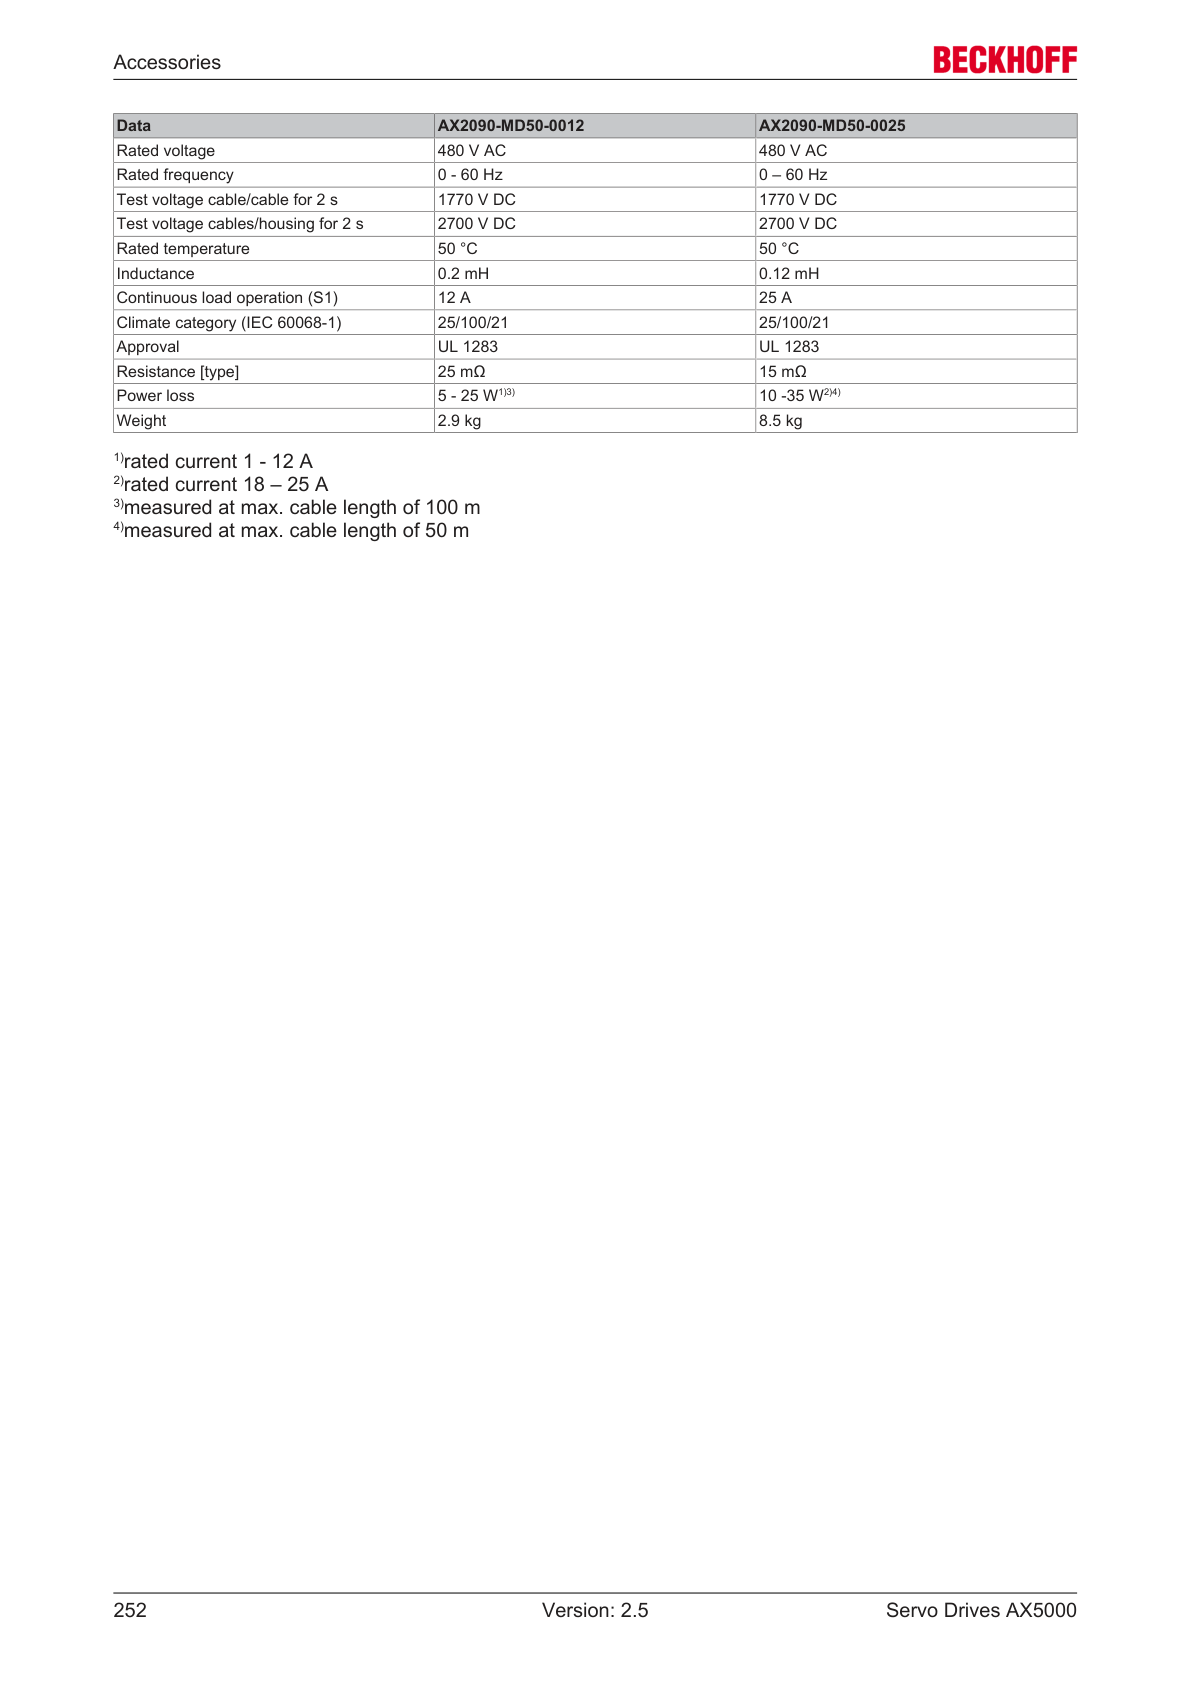 Accessories
BECKHOFF
Data AX2090-MD50-0012 AX2090-MD50-0025
Rated voltage 480 V AC 480 V AC
Rated frequency 0 - 60 Hz 0 – 60 Hz
Test voltage cable/cable for 2 s 1770 V DC 1770 V DC
Test voltage cables/housing for 2 s 2700 V DC 2700 V DC
Rated temperature 50 °C 50 °C
Inductance 0.2 mH 0.12 mH
Continuous load operation (S1) 12 A 25 A
Climate category (IEC 60068-1) 25/100/21 25/100/21
Approval UL 1283 UL 1283
Resistance [type] 25 mΩ 15 mΩ
Power loss 5 - 25 W1)3) 10 -35 W2)4)
Weight 2.9 kg 8.5 kg
1)rated current 1 - 12 A
2)rated current 18 – 25 A
3)measured at max. cable length of 100 m
4)measured at max. cable length of 50 m
252 Version: 2.5 Servo Drives AX5000